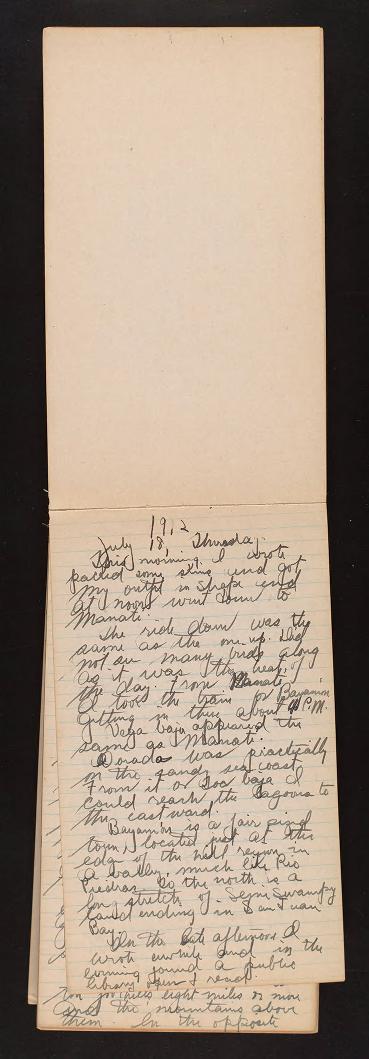 1912
July 18, Thursday.
This morning I wrote
packed some skins and got
my outfit in shape and
at noon went down to
Manati.
The ride down was the
same as the one up. Did
not see many birds along
as it was the heat of
the day. From Manati
I took the train for Bayamon
getting in there about 4 P.M.
Vega baja appeared the
same as Manati.
Dorado was practically
on the sandy sea coast
From it or Toa baja I
could reach the lagoons to
the eastward.
Bayamon is a fair sized
town, located just at the
edge of the hill region in
a valley, much like Rio
Piedras. To the north is a
long stretch of semi swampy
land ending in San Juan
Bay.
In the late afternoon I
wrote awhile and in the
evening found a public
library open & read.
foothills eight miles or more
and the mountains above
them. In the opposite